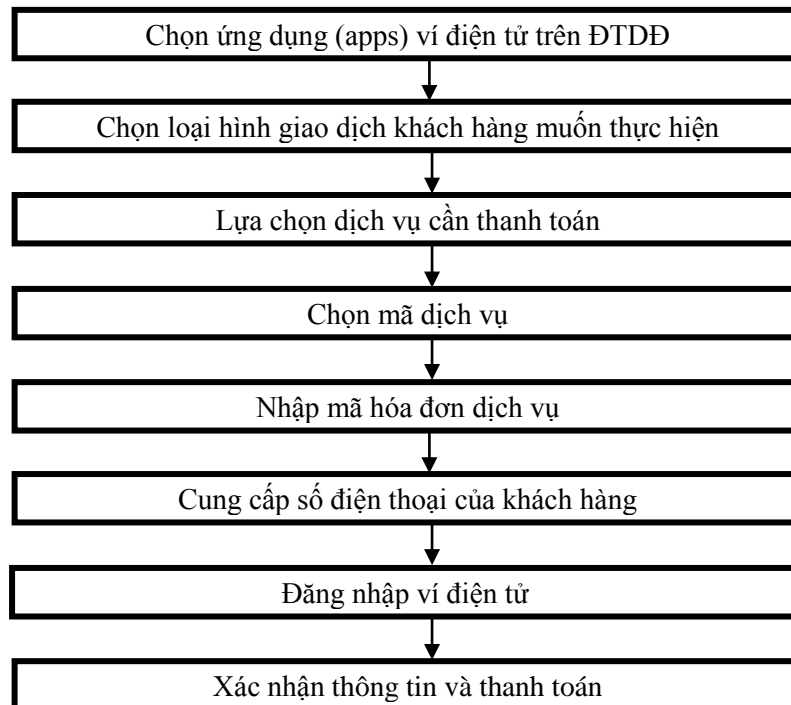 Chọn ứng dụng (apps) ví điện tử trên ĐTDĐ
Chọn loại hình giao dịch khách hàng muốn thực hiện
Lựa chọn dịch vụ cần thanh toán
Chọn mã dịch vụ
Nhập mã hóa đơn dịch vụ
Cung cấp số điện thoại của khách hàng
Đăng nhập ví điện tử
Xác nhận thông tin và thanh toán